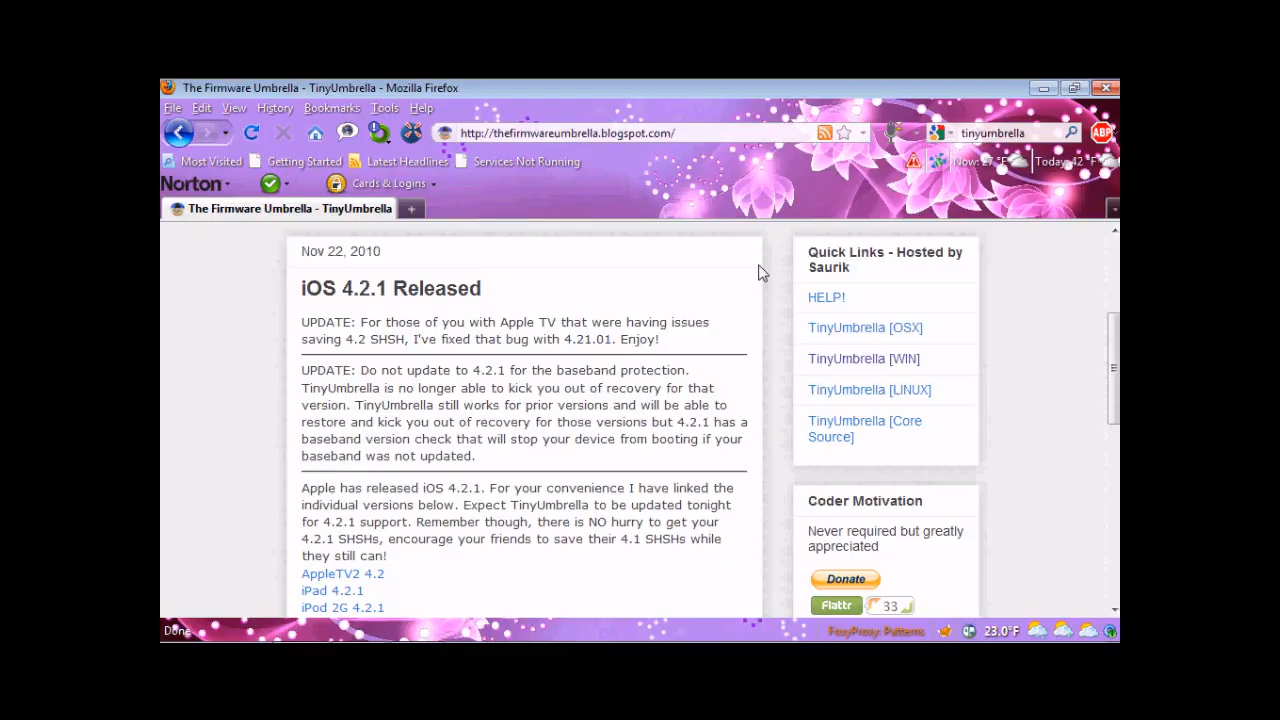 The Firmware Umbrella - TinyUmbrella - Mozilla Firefox
File Edit View History Bookmarks Tools Help
http://thefirmwareumbrella.blogspot.com/
tinyumbrella
ABP
Most Visited Getting Started Latest Headlines Services Not Running
Now: 27 °F Today: 42 °F
Norton Cards & Logins
The Firmware Umbrella - TinyUmbrella
Nov 22, 2010
iOS 4.2.1 Released
UPDATE: For those of you with Apple TV that were having issues
saving 4.2 SHSH, I've fixed that bug with 4.21.01. Enjoy!
UPDATE: Do not update to 4.2.1 for the baseband protection.
TinyUmbrella is no longer able to kick you out of recovery for that
version. TinyUmbrella still works for prior versions and will be able to
restore and kick you out of recovery for those versions but 4.2.1 has a
baseband version check that will stop your device from booting if your
baseband was not updated.
Apple has released iOS 4.2.1. For your convenience I have linked the
individual versions below. Expect TinyUmbrella to be updated tonight
for 4.2.1 support. Remember though, there is NO hurry to get your
4.2.1 SHSHs, encourage your friends to save their 4.1 SHSHs while
they still can!
AppleTV2 4.2
iPad 4.2.1
iPod 2G 4.2.1
Quick Links - Hosted by
Saurik
HELP!
TinyUmbrella [OSX]
TinyUmbrella [WIN]
TinyUmbrella [LINUX]
TinyUmbrella [Core
Source]
Coder Motivation
Never required but greatly
appreciated
Donate
Flattr 33
Done
FoxyProxy: Patterns
23.0°F